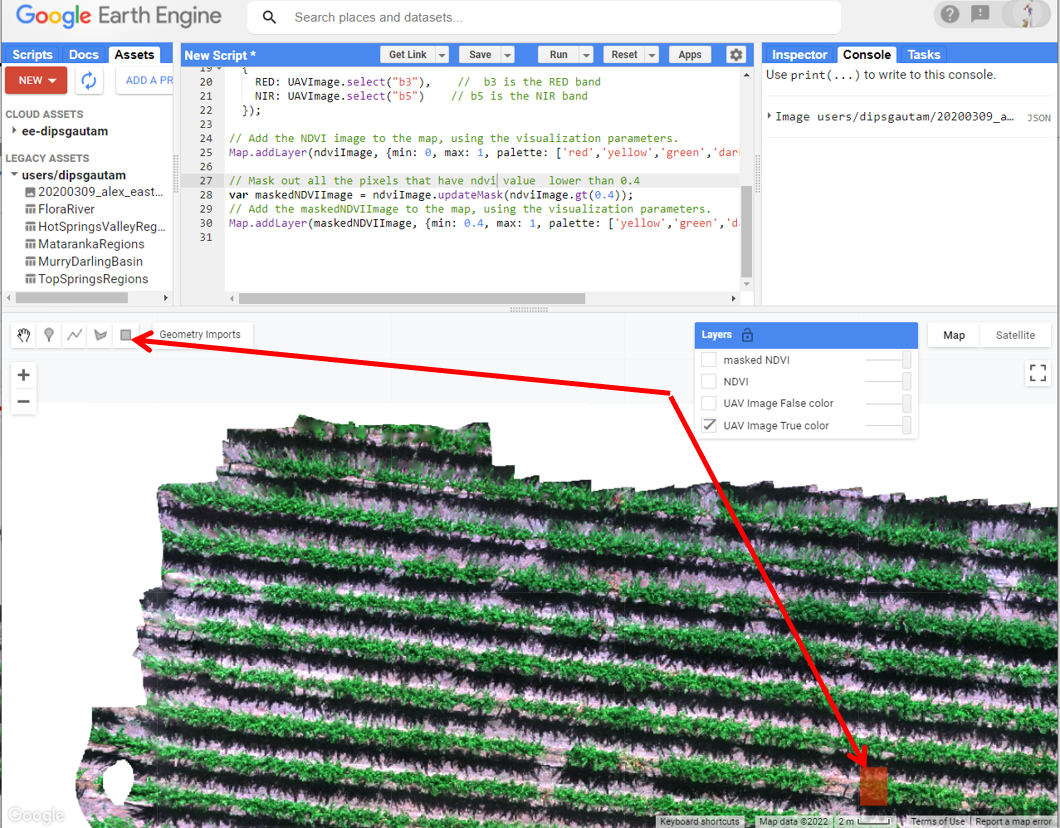 Google Earth Engine
Search places and datasets...
Scripts Docs Assets
NEW
ADD A PR
CLOUD ASSETS
ee-dipsgautam
LEGACY ASSETS
users/dipsgautam
20200309_alex_east...
FloraRiver
HotSpringsValleyReg...
MatarankaRegions
MurryDarlingBasin
TopSpringsRegions
New Script *
Get Link Save Run Reset Apps
19 {
20 RED: UAVImage.select("b3"), // b3 is the RED band
21 NIR: UAVImage.select("b5") // b5 is the NIR band
22 });
23
24 // Add the NDVI image to the map, using the visualization parameters.
25 Map.addLayer(ndviImage, {min: 0, max: 1, palette: ['red','yellow','green','dar
26
27 // Mask out all the pixels that have ndvi value lower than 0.4
28 var maskedNDVIImage = ndviImage.updateMask(ndviImage.gt(0.4));
29 // Add the maskedNDVIImage to the map, using the visualization parameters.
30 Map.addLayer(maskedNDVIImage, {min: 0.4, max: 1, palette: ['yellow','green','d
31
Inspector Console Tasks
Use print(...) to write to this console.
Image users/dipsgautam/20200309_a… JSON
Geometry Imports
Layers
masked NDVI
NDVI
UAV Image False color
UAV Image True color
Map Satellite
Google
Keyboard shortcuts Map data ©2022 2 m Terms of Use Report a map error